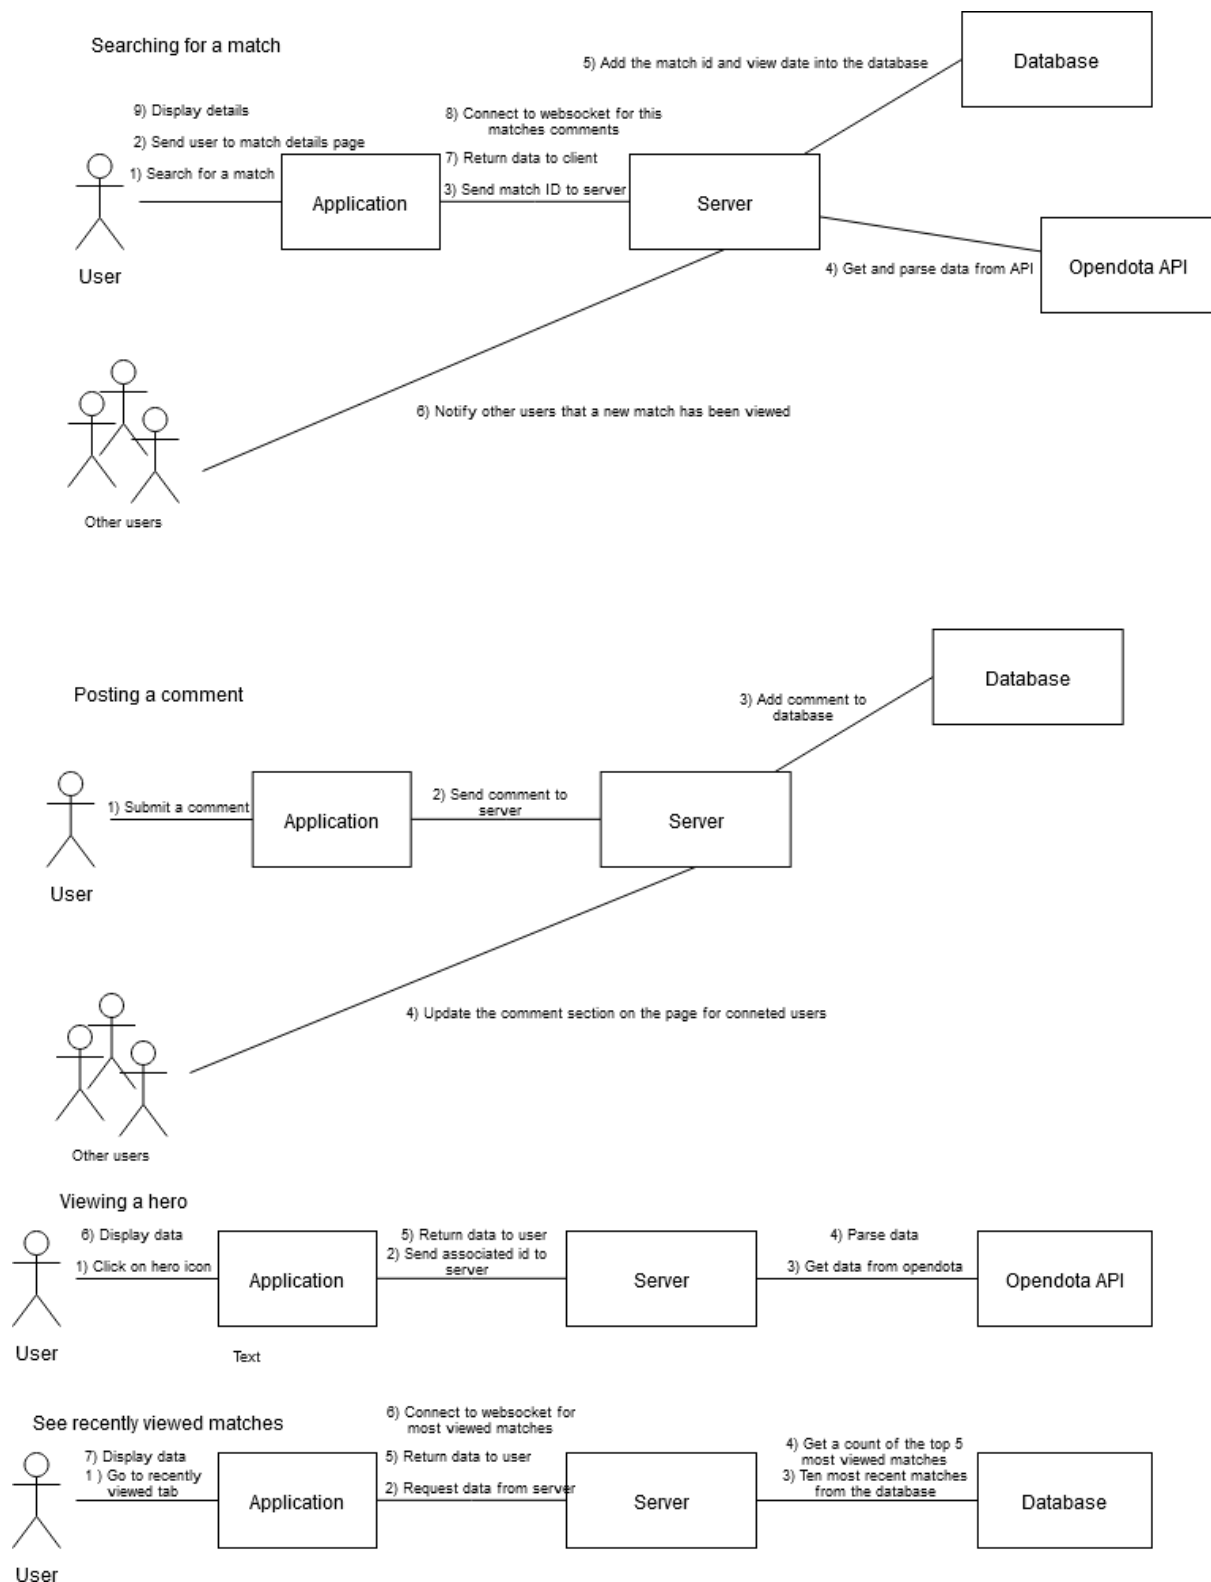 Searching for a match
Database
5) Add the match id and view date into the database
9) Display details
8) Connect to websocket for this
matches comments
2) Send user to match details page
7) Return data to client
1) Search for a match
3) Send match ID to server
Application
Server
4) Get and parse data from API
Opendota API
User
6) Notify other users that a new match has been viewed
Other users
Posting a comment
Database
3) Add comment to
database
1) Submit a comment
2) Send comment to
server
Application
Server
User
4) Update the comment section on the page for conneted users
Other users
Viewing a hero
6) Display data
5) Return data to user
4) Parse data
1) Click on hero icon
2) Send associated id to
server
3) Get data from opendota
Application
Server
Opendota API
User
Text
See recently viewed matches
6) Connect to websocket for
most viewed matches
7) Display data
5) Return data to user
4) Get a count of the top 5
most viewed matches
1 ) Go to recently
viewed tab
2) Request data from server
3) Ten most recent matches
from the database
Application
Server
Database
User